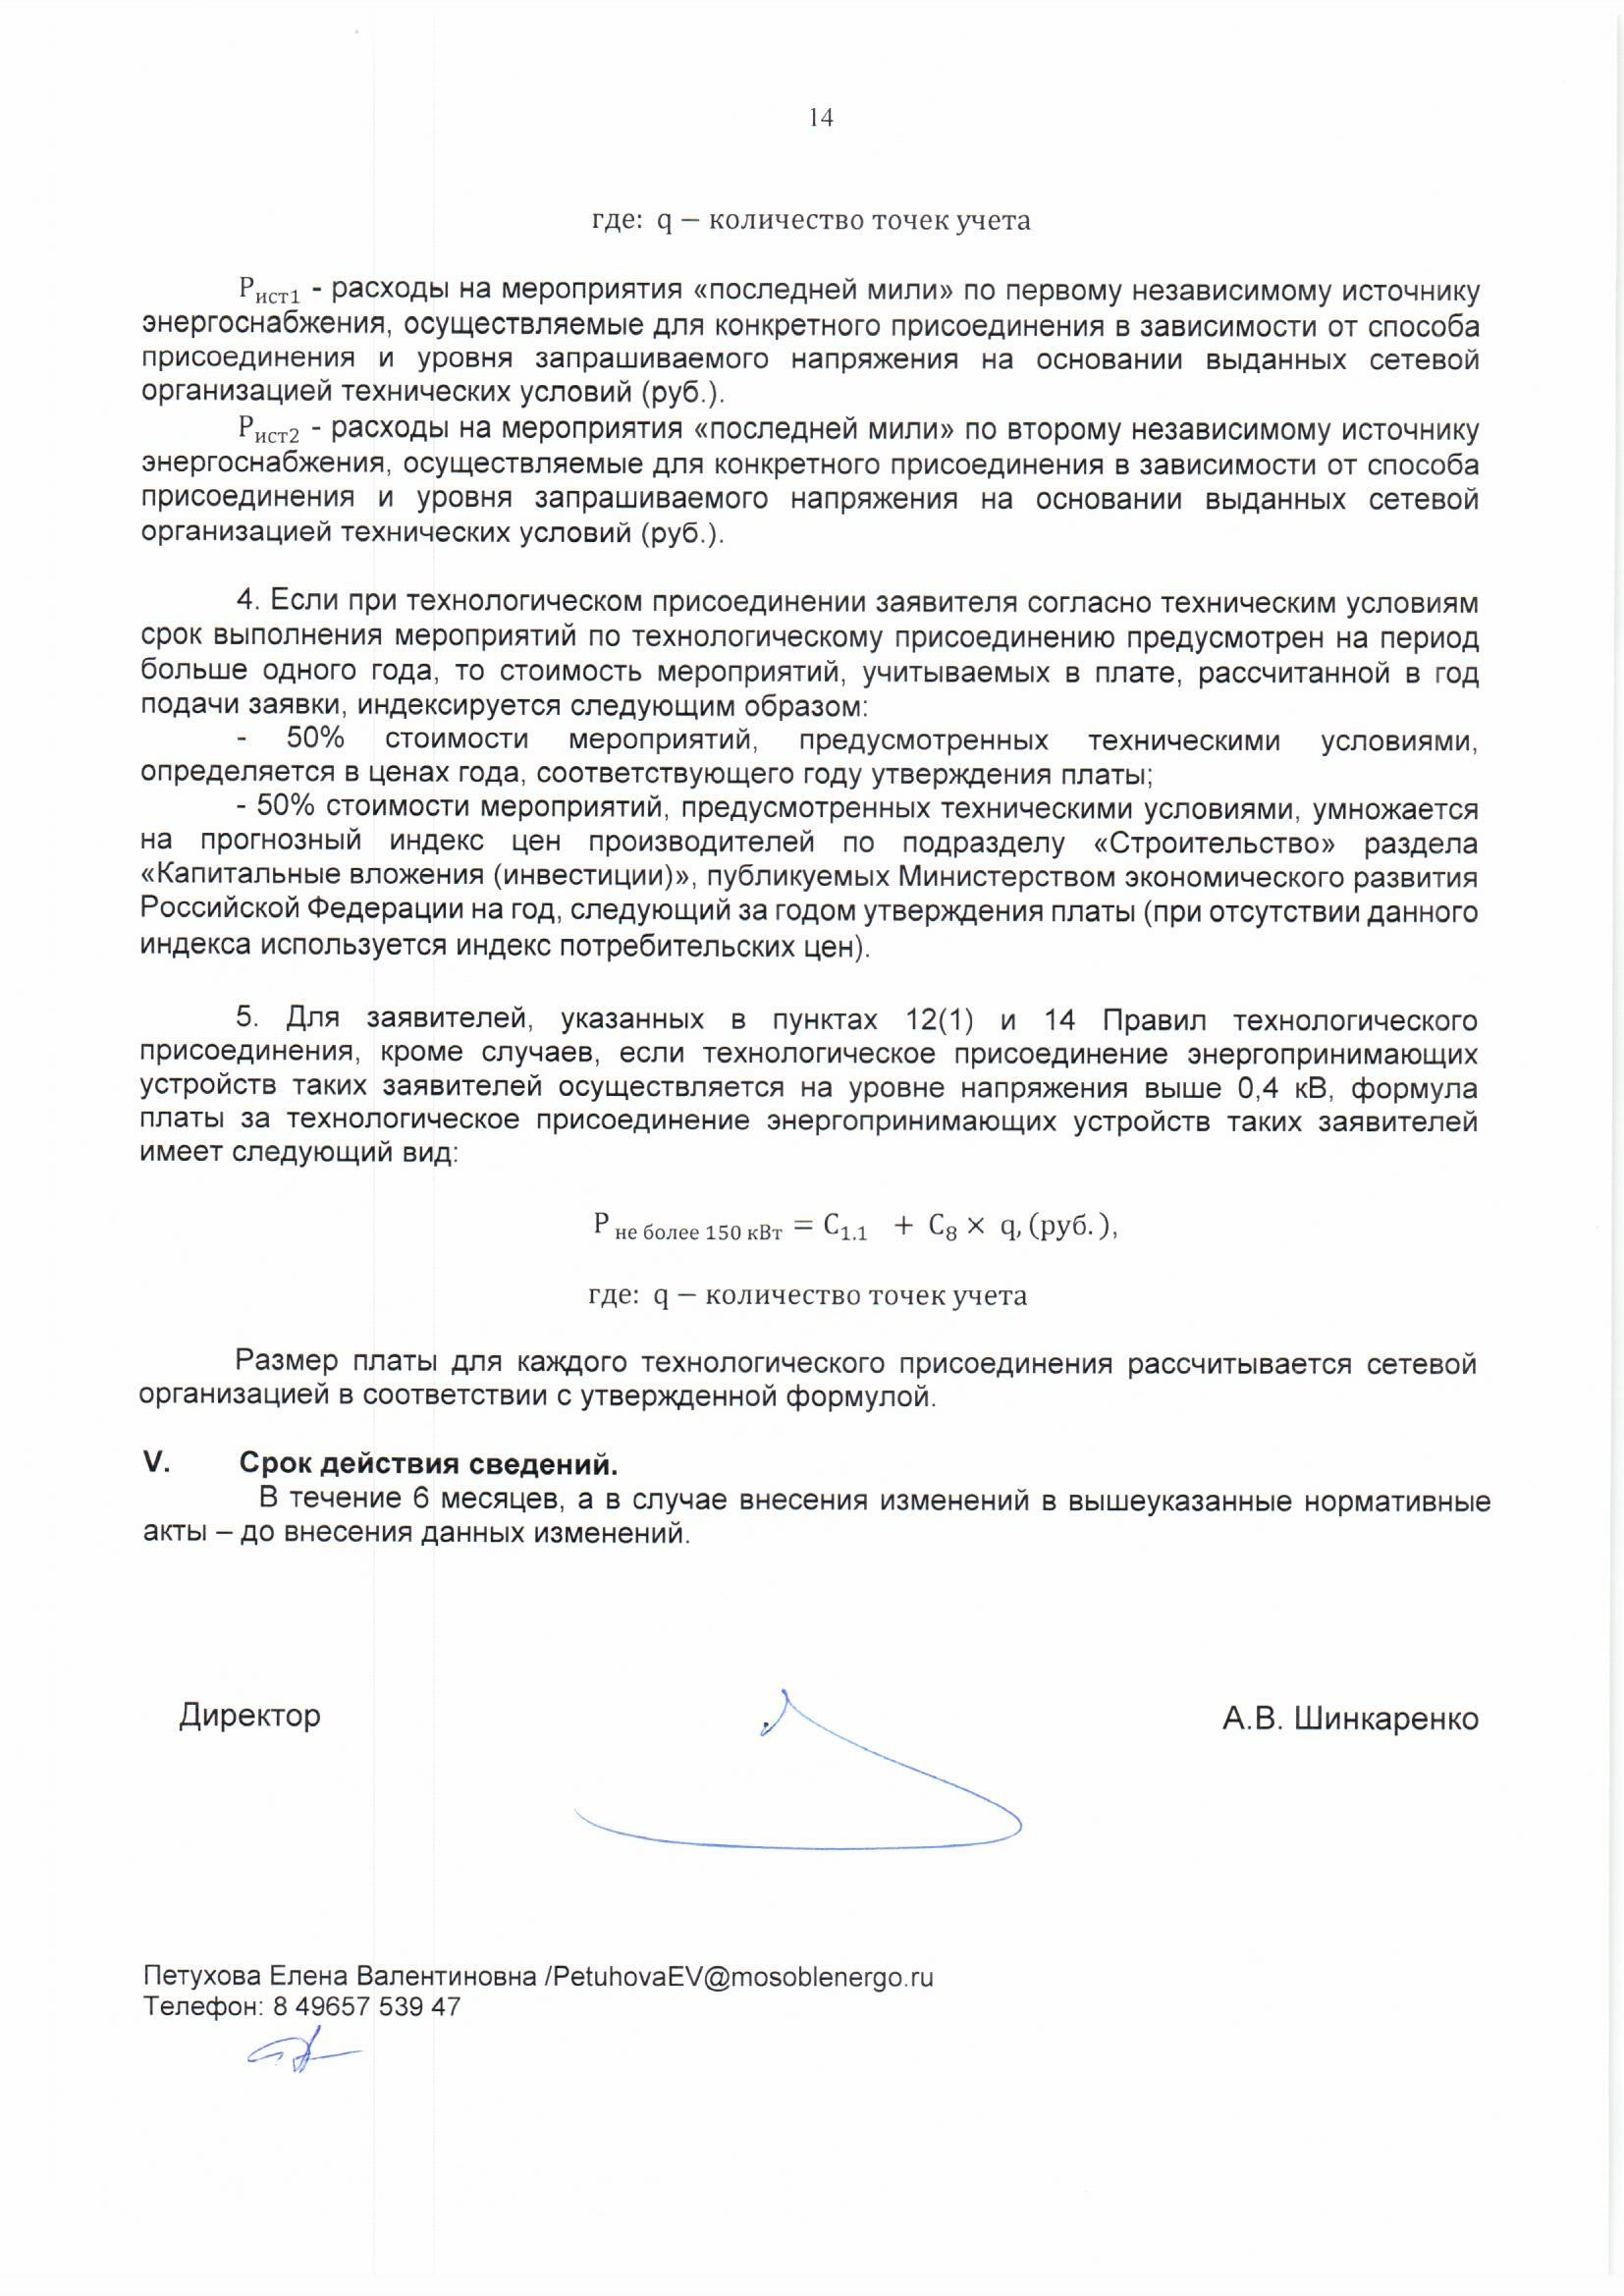 14
где: q – количество точек учета
Рист1 - расходы на мероприятия «последней мили» по первому независимому источнику
энергоснабжения, осуществляемые для конкретного присоединения в зависимости от способа
присоединения и уровня запрашиваемого напряжения на основании выданных сетевой
организацией технических условий (руб.).
Рист2 - расходы на мероприятия «последней мили» по второму независимому источнику
энергоснабжения, осуществляемые для конкретного присоединения в зависимости от способа
присоединения и уровня запрашиваемого напряжения на основании выданных сетевой
организацией технических условий (руб.).
4. Если при технологическом присоединении заявителя согласно техническим условиям
срок выполнения мероприятий по технологическому присоединению предусмотрен на период
больше одного года, то стоимость мероприятий, учитываемых в плате, рассчитанной в год
подачи заявки, индексируется следующим образом:
- 50% стоимости мероприятий, предусмотренных техническими условиями,
определяется в ценах года, соответствующего году утверждения платы;
- 50% стоимости мероприятий, предусмотренных техническими условиями, умножается
на прогнозный индекс цен производителей по подразделу «Строительство» раздела
«Капитальные вложения (инвестиции)», публикуемых Министерством экономического развития
Российской Федерации на год, следующий за годом утверждения платы (при отсутствии данного
индекса используется индекс потребительских цен).
5. Для заявителей, указанных в пунктах 12(1) и 14 Правил технологического
присоединения, кроме случаев, если технологическое присоединение энергопринимающих
устройств таких заявителей осуществляется на уровне напряжения выше 0,4 кВ, формула
платы за технологическое присоединение энергопринимающих устройств таких заявителей
имеет следующий вид:
Р не более 150 кВт = С1.1 + С8 × q, (руб.),
где: q – количество точек учета
Размер платы для каждого технологического присоединения рассчитывается сетевой
организацией в соответствии с утвержденной формулой.
V. Срок действия сведений.
В течение 6 месяцев, а в случае внесения изменений в вышеуказанные нормативные
акты – до внесения данных изменений.
Директор А.В. Шинкаренко
Петухова Елена Валентиновна /PetuhovaEV@mosoblenergo.ru
Телефон: 8 49657 539 47